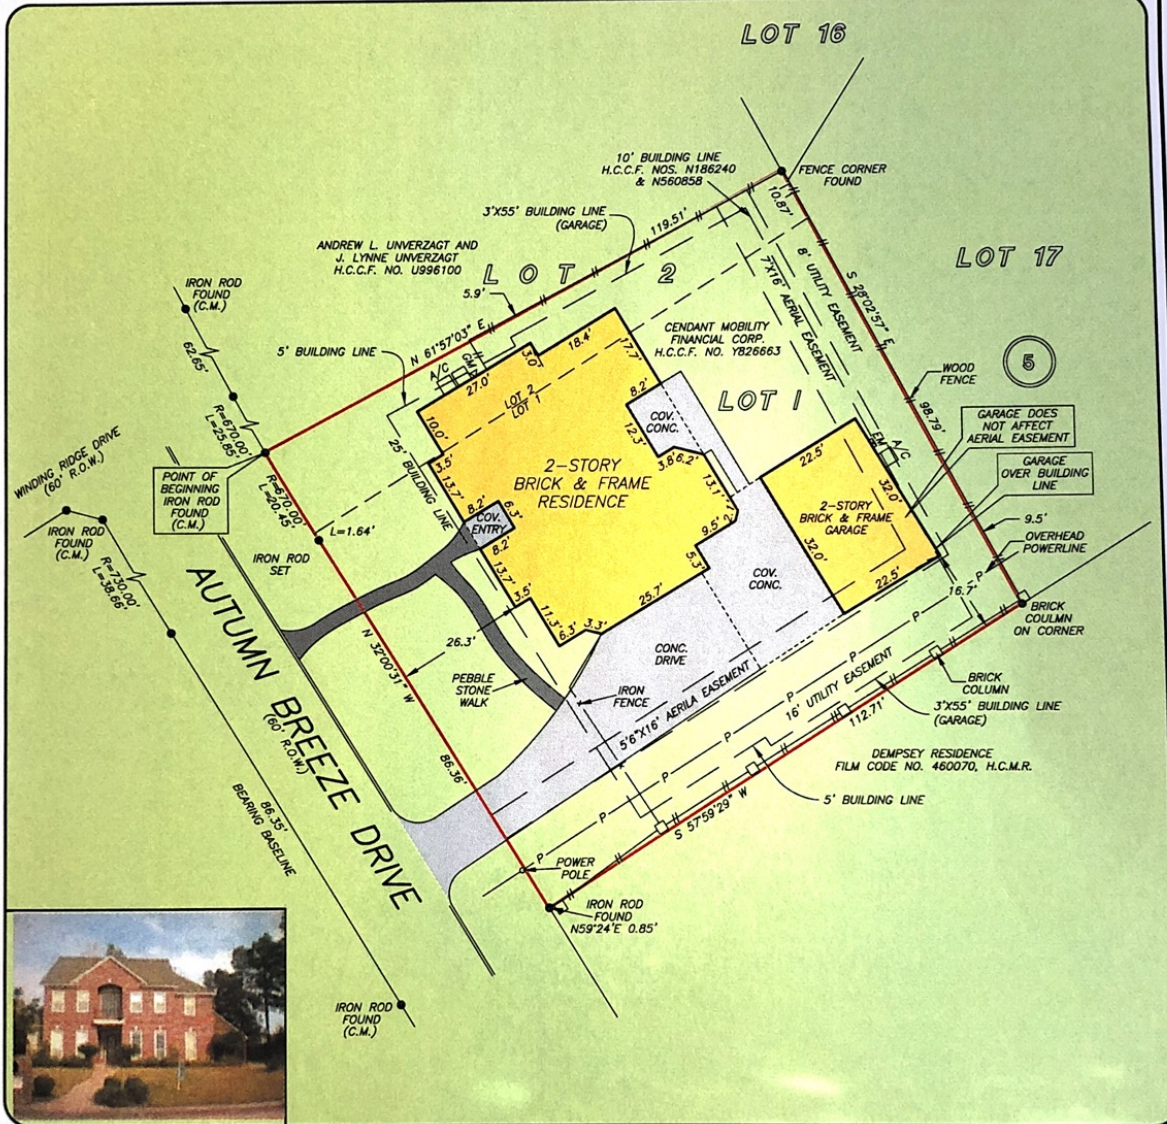 LOT 16
10' BUILDING LINE
H.C.C.F. NOS. N186240
& N560858
FENCE CORNER
FOUND
10.87'
3'X55' BUILDING LINE
(GARAGE)
119.51'
ANDREW L. UNVERZAGT AND
J. LYNNE UNVERZAGT
H.C.C.F. NO. U996100
LOT 2
LOT 17
8' UTILITY EASEMENT
7'X16' AERIAL EASEMENT
S 28°02'57" E
98.79'
IRON ROD
FOUND
(C.M.)
5.9'
N 61°57'03" E
62.65'
5' BUILDING LINE
A/C
GM
27.0'
3.0'
18.4'
17.7'
CENDANT MOBILITY
FINANCIAL CORP.
H.C.C.F. NO. Y826663
5
WOOD
FENCE
LOT 2
LOT 1
8.2'
COV.
CONC.
LOT 1
GARAGE DOES
NOT AFFECT
AERIAL EASEMENT
R=670.00'
L=25.85'
25' BUILDING LINE
10.0'
12.3'
3.8'
6.2'
EM
A/C
GARAGE
OVER BUILDING
LINE
WINDING RIDGE DRIVE
(60' R.O.W.)
POINT OF
BEGINNING
IRON ROD
FOUND
(C.M.)
R=670.00'
L=20.45'
3.5'
13.7'
2-STORY
BRICK & FRAME
RESIDENCE
13.1'
22.5'
32.0'
2-STORY
BRICK & FRAME
GARAGE
9.5'
IRON ROD
FOUND
(C.M.)
L=1.64'
8.2'
6.3'
COV.
ENTRY
8.2'
2.7'
9.5'
32.0'
OVERHEAD
POWERLINE
R=730.00'
L=38.66'
IRON ROD
SET
13.7'
5.3'
COV.
CONC.
22.5'
16.7'
BRICK
COULMN
ON CORNER
3.5'
25.7'
11.3'
6.3'
3.3'
AUTUMN BREEZE DRIVE
(60' R.O.W.)
N 32°00'31" W
26.3'
CONC.
DRIVE
PEBBLE
STONE
WALK
IRON
FENCE
5'6"X16' AERILA EASEMENT
16' UTILITY EASEMENT
BRICK
COLUMN
3'X55' BUILDING LINE
(GARAGE)
112.71'
P P P P P P P P
86.36'
DEMPSEY RESIDENCE
FILM CODE NO. 460070, H.C.M.R.
5' BUILDING LINE
S 57°59'29" W
86.35'
BEARING BASELINE
POWER
POLE
IRON ROD
FOUND
N59°24'E 0.85'
IRON ROD
FOUND
(C.M.)